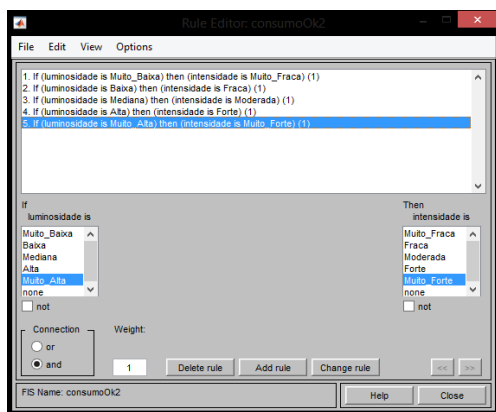 Rule Editor: consumoOk2
File Edit View Options
1. If (luminosidade is Muito_Baixa) then (intensidade is Muito_Fraca) (1)
2. If (luminosidade is Baixa) then (intensidade is Fraca) (1)
3. If (luminosidade is Mediana) then (intensidade is Moderada) (1)
4. If (luminosidade is Alta) then (intensidade is Forte) (1)
5. If (luminosidade is Muito_Alta) then (intensidade is Muito_Forte) (1)
If
luminosidade is
Muito_Baixa
Baixa
Mediana
Alta
Muito_Alta
none
not
Then
intensidade is
Muito_Fraca
Fraca
Moderada
Forte
Muito_Forte
none
not
Connection
or
and
Weight:
1
Delete rule Add rule Change rule << >>
FIS Name: consumoOk2 Help Close